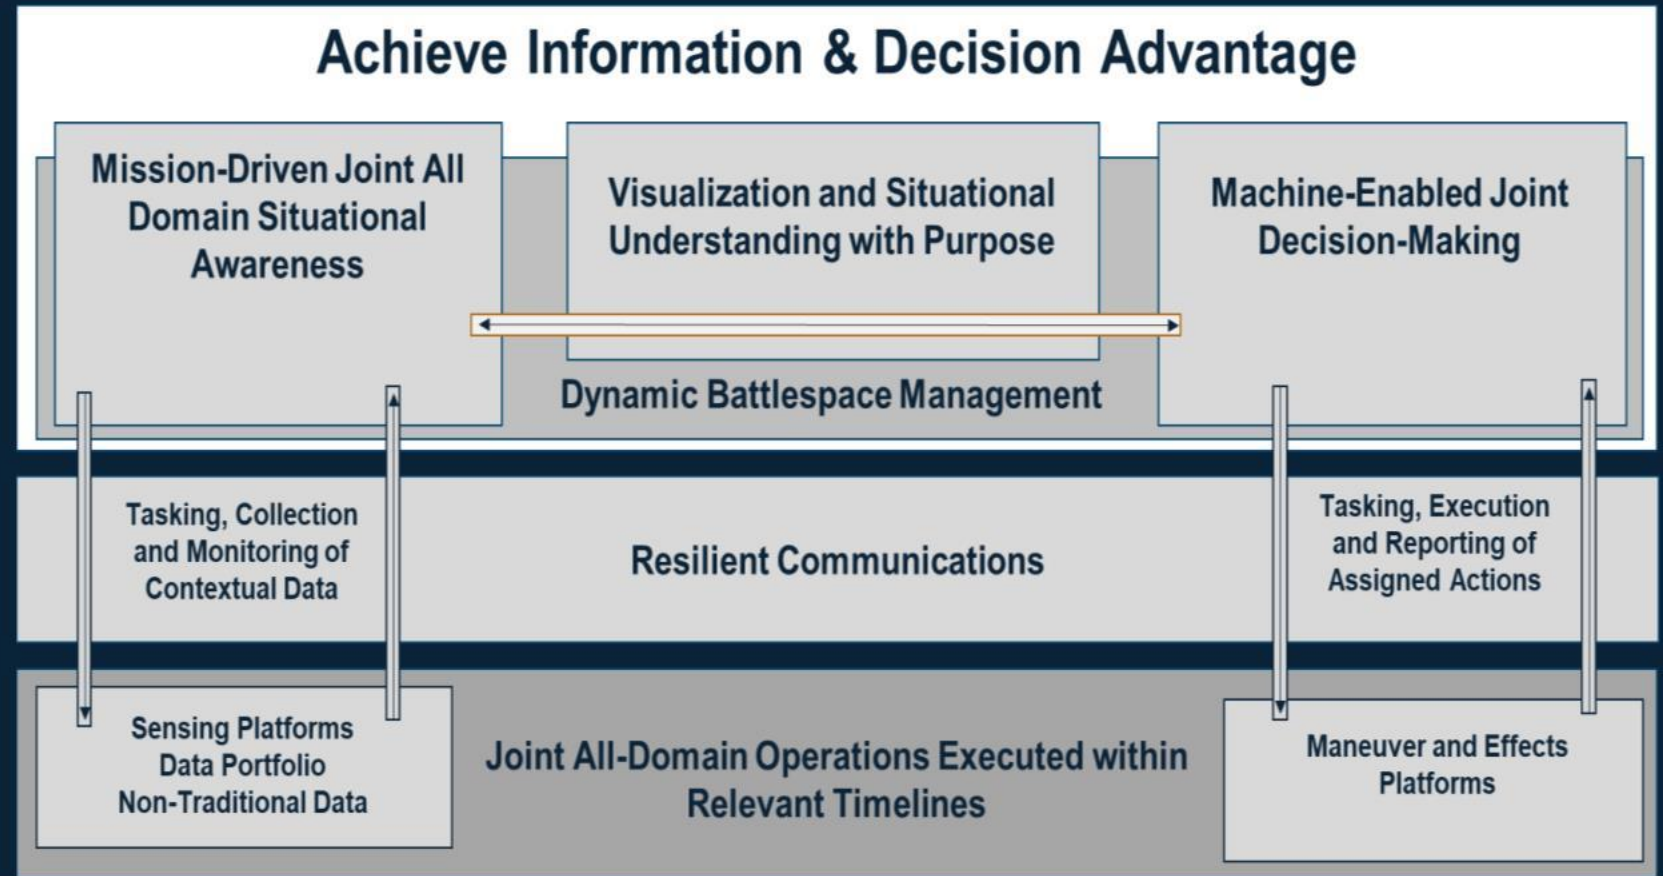 Achieve Information & Decision Advantage
Mission-Driven Joint All
Domain Situational
Awareness
Visualization and Situational
Understanding with Purpose
Machine-Enabled Joint
Decision-Making
Dynamic Battlespace Management
Tasking, Collection
and Monitoring of
Contextual Data
Resilient Communications
Tasking, Execution
and Reporting of
Assigned Actions
Sensing Platforms
Data Portfolio
Non-Traditional Data
Joint All-Domain Operations Executed within
Relevant Timelines
Maneuver and Effects
Platforms